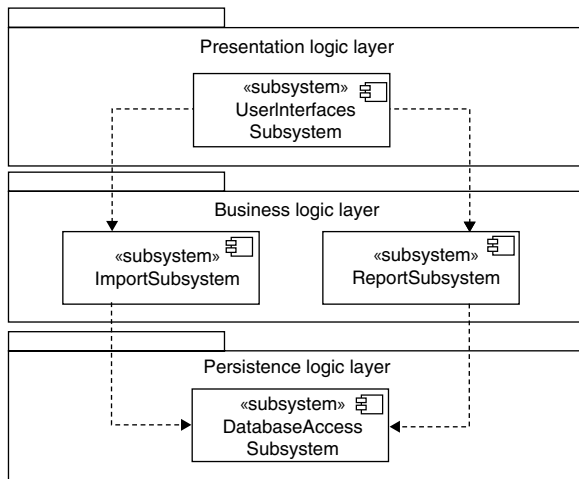 Presentation logic layer
«subsystem»
UserInterfaces
Subsystem
Business logic layer
«subsystem»
ImportSubsystem
«subsystem»
ReportSubsystem
Persistence logic layer
«subsystem»
DatabaseAccess
Subsystem